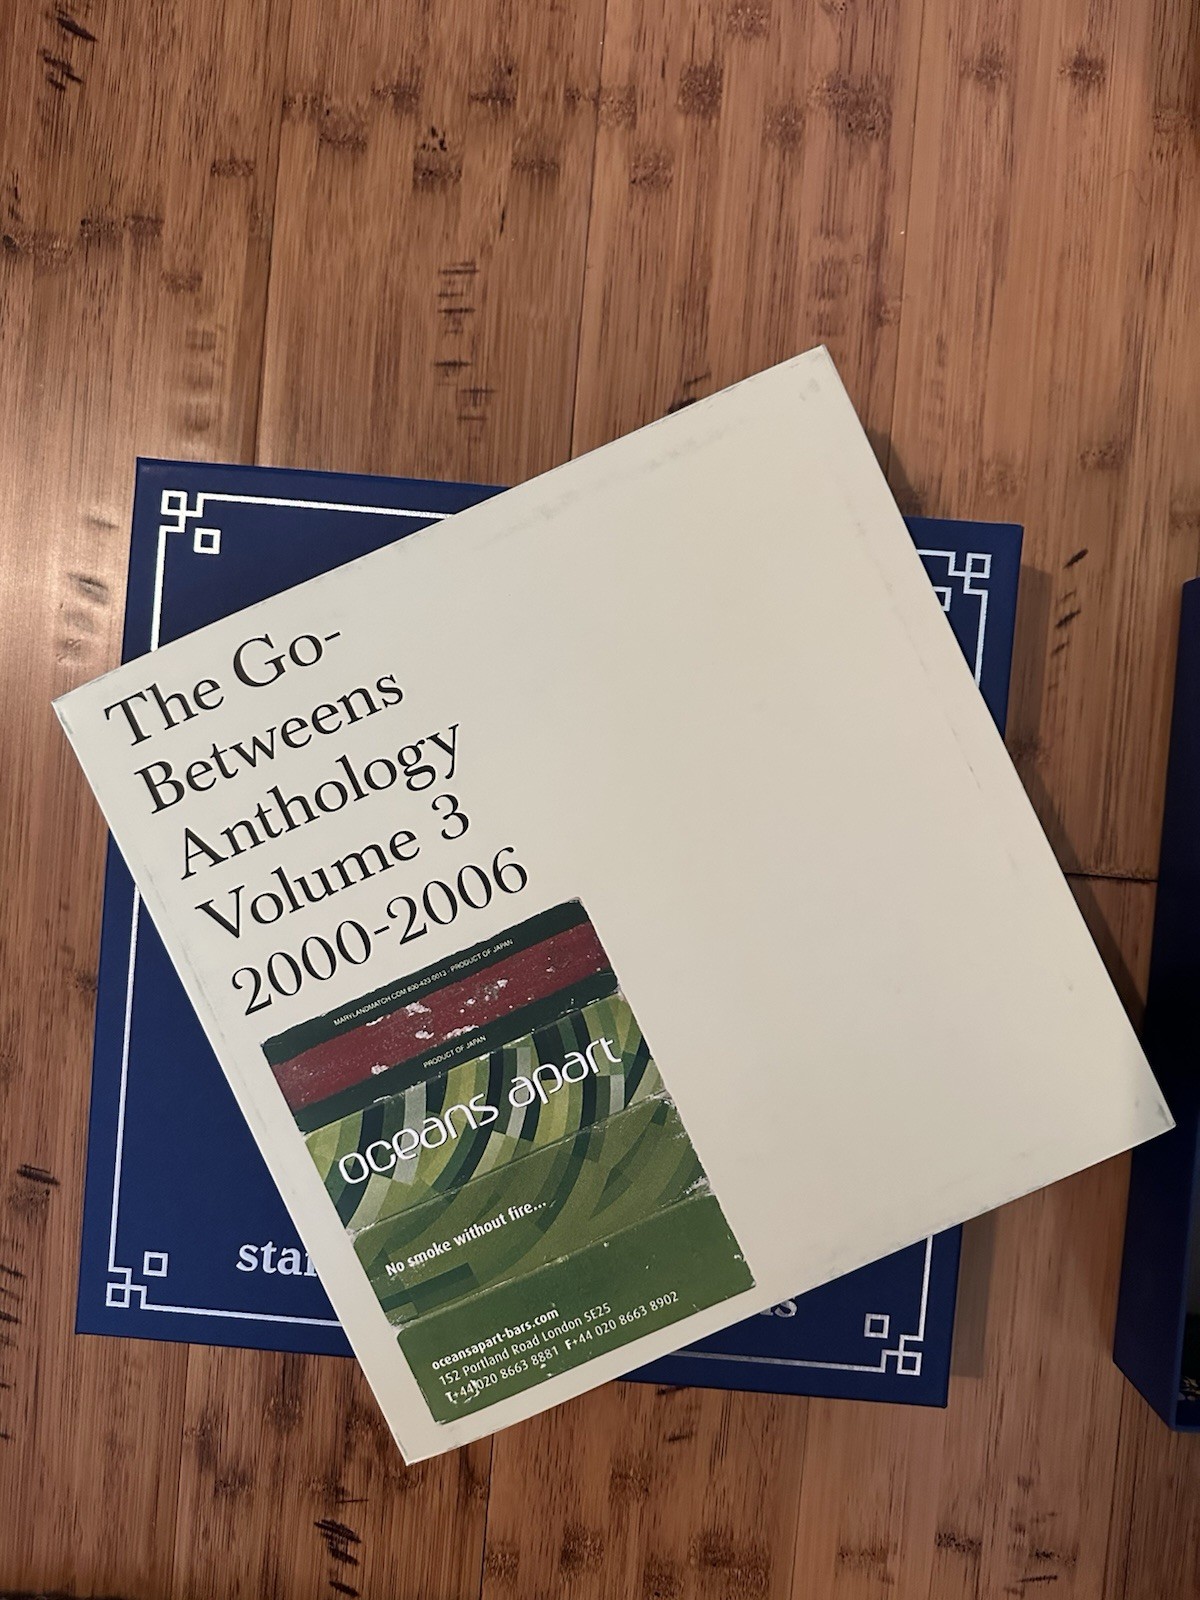 The Go-
Betweens
Anthology
Volume 3
2000-2006
MARYLANDMATCH.COM 800-423-0013 · PRODUCT OF JAPAN
PRODUCT OF JAPAN
oceans apart
No smoke without fire...
oceansapart-bars.com
152 Portland Road London SE25
T+44 020 8663 8881 F+44 020 8663 8902